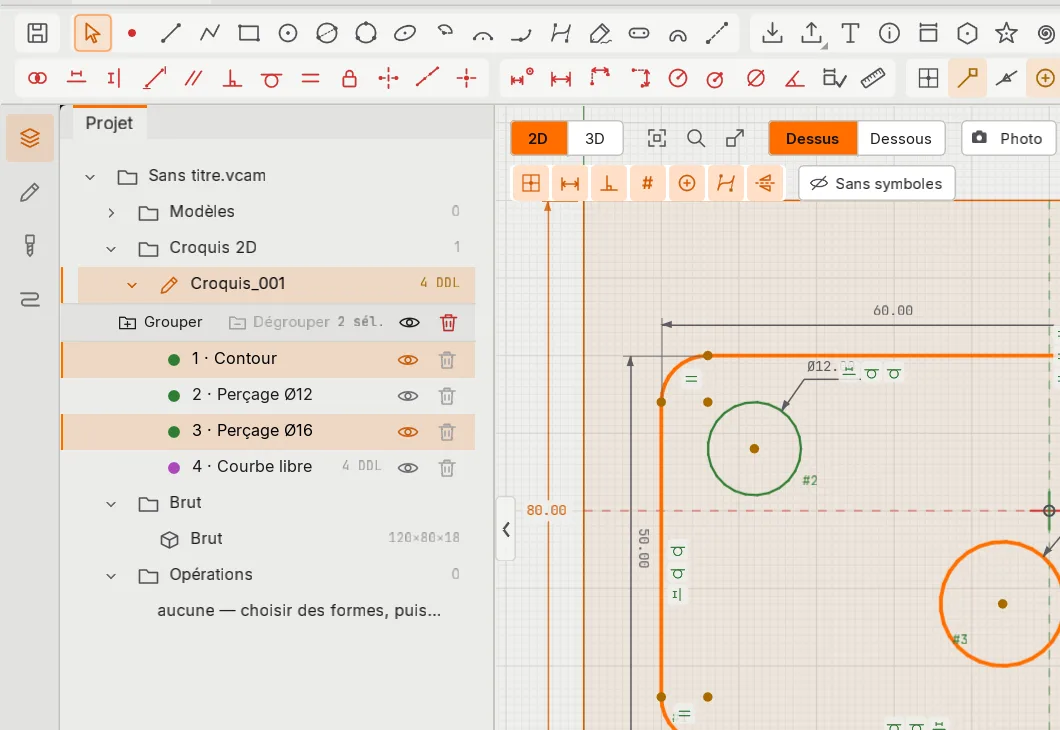 Projet
2D 3D Dessus Dessous Photo
Sans titre.vcam
Sans symboles
Modèles 0
Croquis 2D 1
Croquis_001 4 DDL
Grouper Dégrouper 2 sél.
1 · Contour
2 · Perçage Ø12
3 · Perçage Ø16
4 · Courbe libre 4 DDL
Brut
Brut 120×80×18
Opérations 0
aucune — choisir des formes, puis...
60.00
Ø12.
#2
80.00
50.00
#3